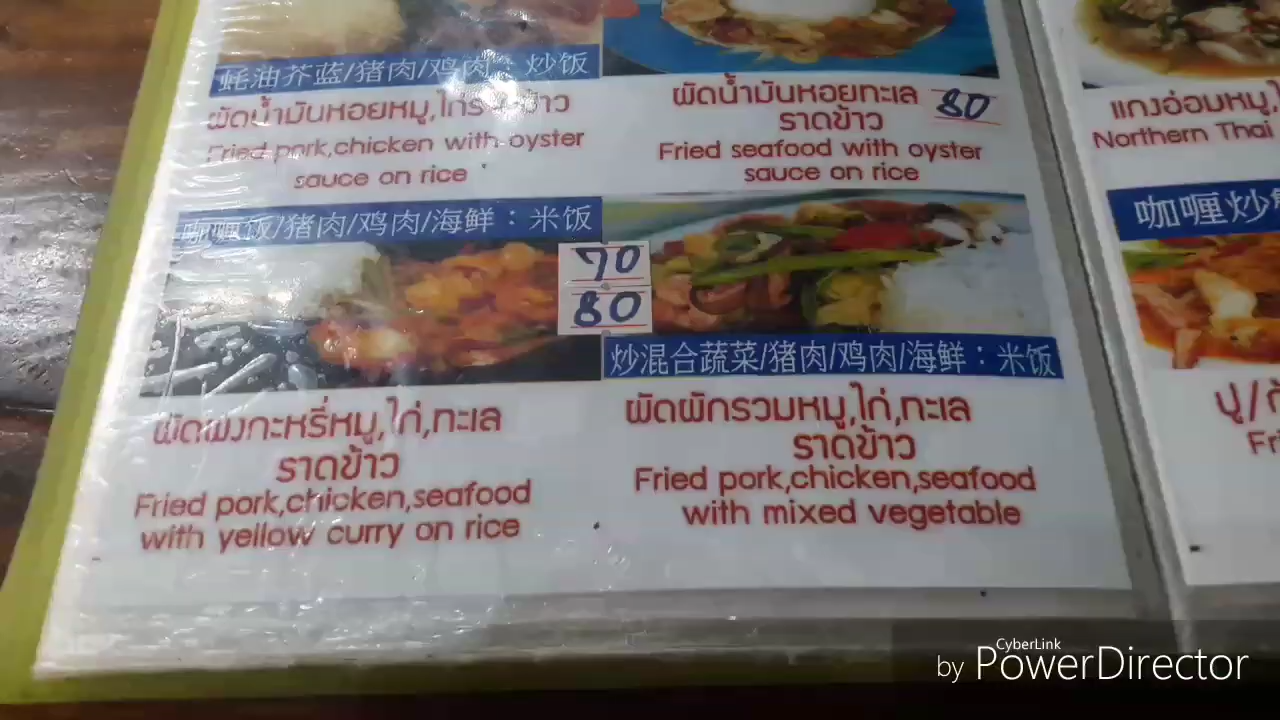 蚝油芥蓝/猪肉/鸡肉：炒饭
ผัดน้ำมันหอยหมู,ไก่
Fried pork,chicken with oyster
sauce on rice
ผัดน้ำมันหอยทะเล
ราดข้าว
80
Fried seafood with oyster
sauce on rice
咖喱饭/猪肉/鸡肉/海鲜：米饭
70
80
ผัดผงกะหรี่หมู,ไก่,ทะเล
ราดข้าว
Fried pork,chicken,seafood
with yellow curry on rice
炒混合蔬菜/猪肉/鸡肉/海鲜：米饭
ผัดผักรวมหมู,ไก่,ทะเล
ราดข้าว
Fried pork,chicken,seafood
with mixed vegetable
แกงอ่อมหมู,
Northern Thai
咖喱炒
ปู/
by CyberLink PowerDirector